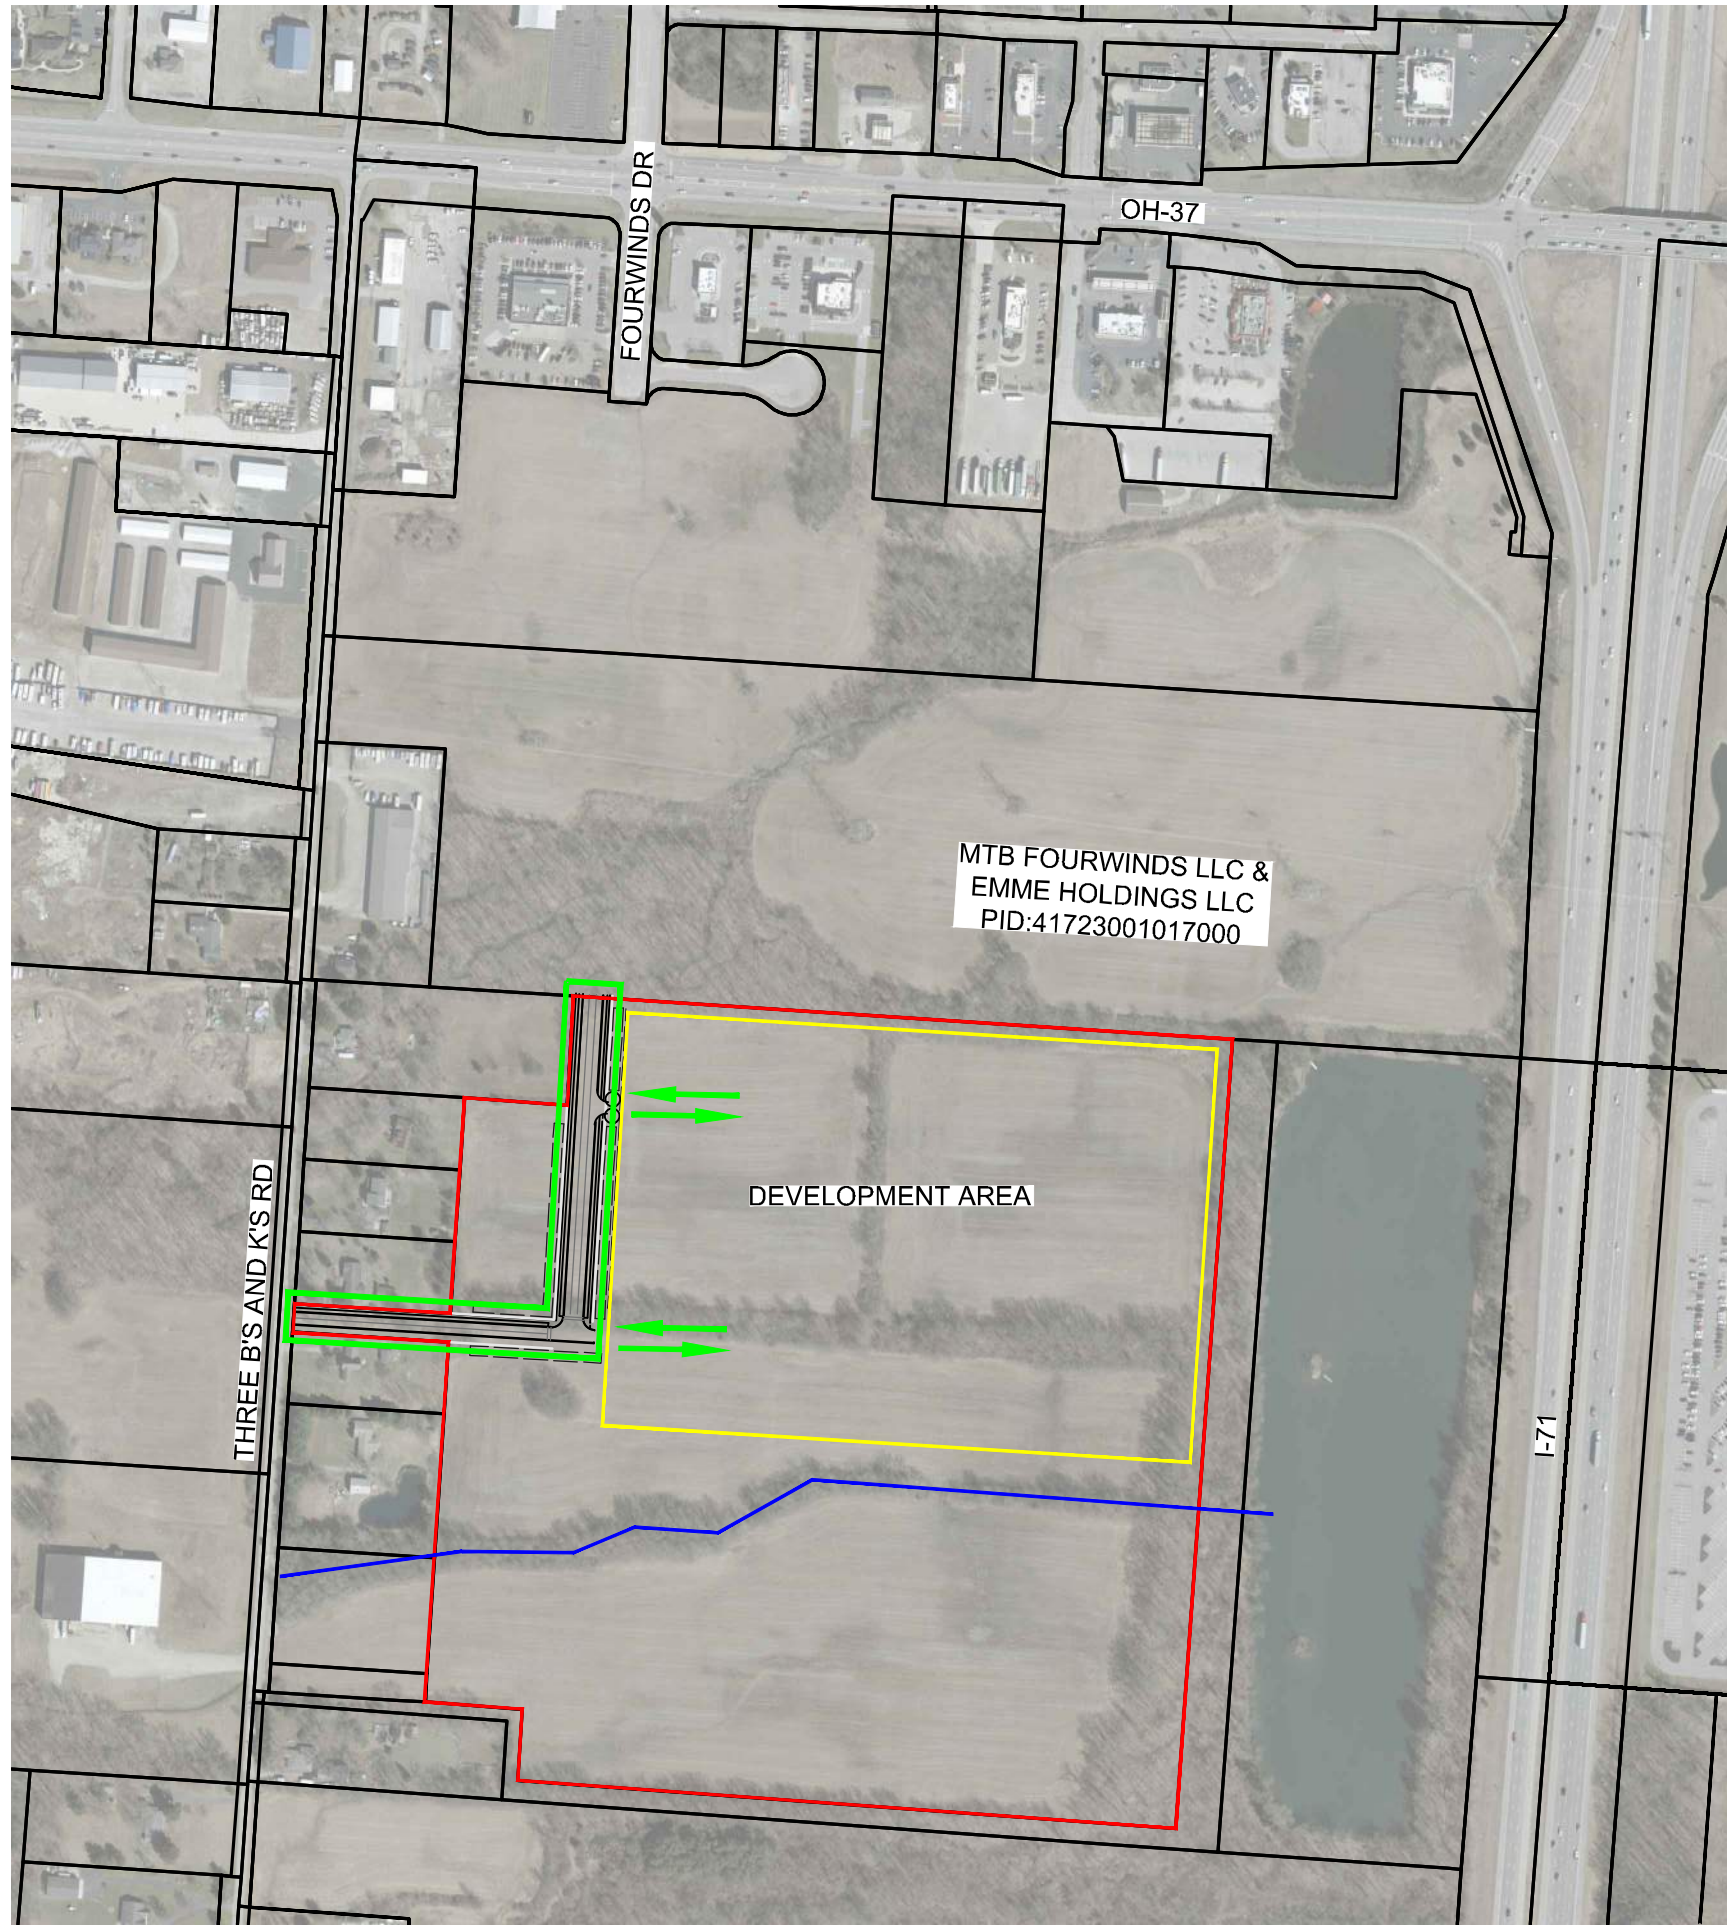 OH-37
FOURWINDS DR
MTB FOURWINDS LLC &
EMME HOLDINGS LLC
PID:41723001017000
DEVELOPMENT AREA
THREE B'S AND K'S RD
I-71